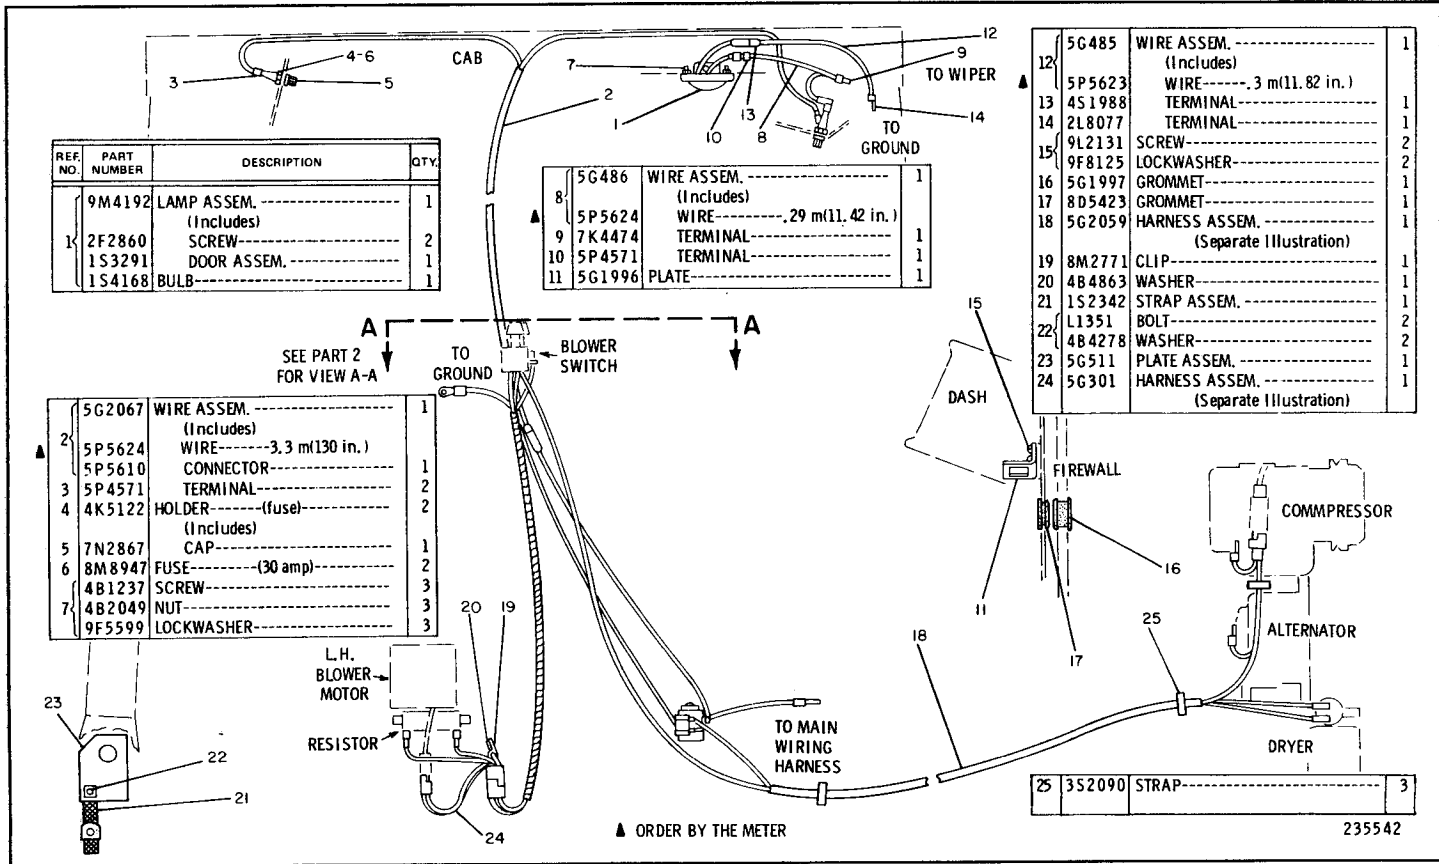 CAB
4-6
3
5
2
7
1
10
13
8
12
9
TO WIPER
14
TO
GROUND
REF. NO. PART NUMBER DESCRIPTION QTY.
1 9M4192 LAMP ASSEM. 1
(Includes)
2F2860 SCREW 2
1S3291 DOOR ASSEM. 1
1S4168 BULB 1
8 5G486 WIRE ASSEM. 1
(Includes)
▲ 5P5624 WIRE------.29 m(11.42 in.)
9 7K4474 TERMINAL 1
10 5P4571 TERMINAL 1
11 5G1996 PLATE 1
12 5G485 WIRE ASSEM. 1
(Includes)
▲ 5P5623 WIRE------.3 m(11.82 in.)
13 4S1988 TERMINAL 1
14 2L8077 TERMINAL 1
15 9L2131 SCREW 2
9F8125 LOCKWASHER 2
16 5G1997 GROMMET 1
17 8D5423 GROMMET 1
18 5G2059 HARNESS ASSEM. 1
(Separate Illustration)
19 8M2771 CLIP 1
20 4B4863 WASHER 1
21 1S2342 STRAP ASSEM. 1
22 L1351 BOLT 2
4B4278 WASHER 2
23 5G511 PLATE ASSEM. 1
24 5G301 HARNESS ASSEM. 1
(Separate Illustration)
A
A
SEE PART 2
FOR VIEW A-A
TO
GROUND
BLOWER
SWITCH
2 5G2067 WIRE ASSEM. 1
(Includes)
▲ 5P5624 WIRE-------3.3 m(130 in.)
5P5610 CONNECTOR 1
3 5P4571 TERMINAL 2
4 4K5122 HOLDER-------(fuse) 2
(Includes)
5 7N2867 CAP 1
6 8M8947 FUSE---------(30 amp) 2
7 4B1237 SCREW 3
4B2049 NUT 3
9F5599 LOCKWASHER 3
15
DASH
FIREWALL
11
17
16
COMMPRESSOR
ALTERNATOR
25
18
DRYER
L.H.
BLOWER
MOTOR
RESISTOR
20
19
24
23
22
21
TO MAIN
WIRING
HARNESS
▲ ORDER BY THE METER
25 3S2090 STRAP 3
235542